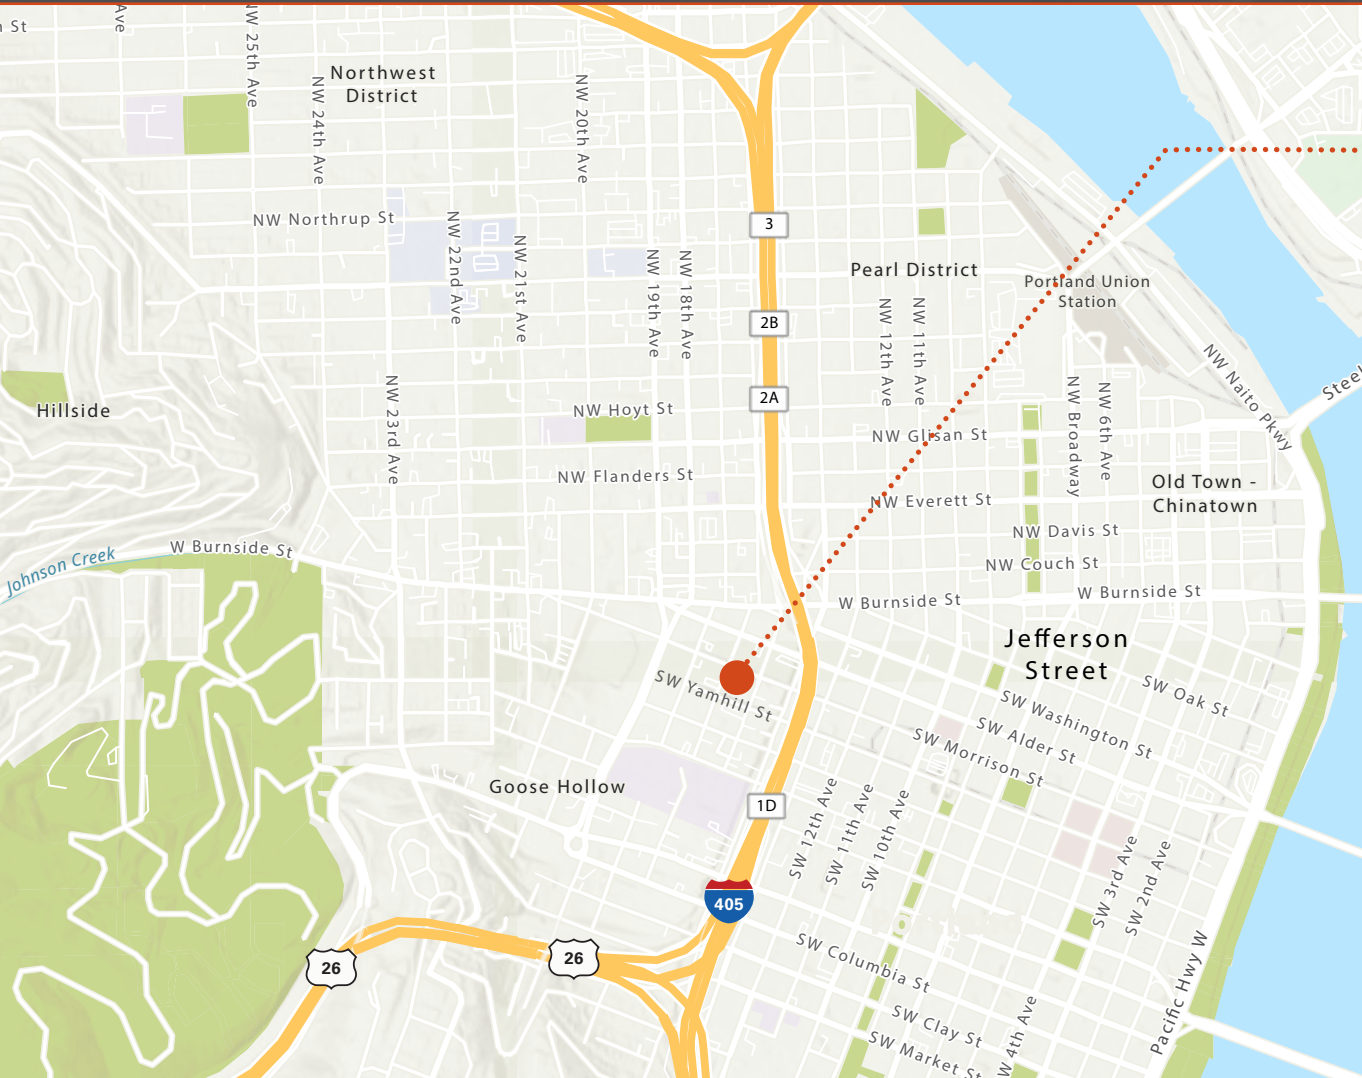 St
Ave
NW 25th Ave
Northwest
District
NW 24th Ave
NW 20th Ave
NW Northrup St
NW 22nd Ave
NW 21st Ave
NW 19th Ave
NW 18th Ave
3
Pearl District
Portland Union
Station
2B
NW 12th Ave
NW 11th Ave
NW Naito Pkwy
Steel
Hillside
NW 23rd Ave
2A
NW Hoyt St
NW Glisan St
NW Broadway
NW 6th Ave
NW Flanders St
NW Everett St
Old Town -
Chinatown
NW Davis St
Johnson Creek
W Burnside St
NW Couch St
W Burnside St
W Burnside St
Jefferson
Street
SW Yamhill St
SW Oak St
SW Washington St
SW Alder St
SW Morrison St
Goose Hollow
1D
SW 12th Ave
SW 11th Ave
SW 10th Ave
SW 3rd Ave
SW 2nd Ave
405
26
26
SW Columbia St
Pacific Hwy W
SW Clay St
W 4th Ave
SW Market St